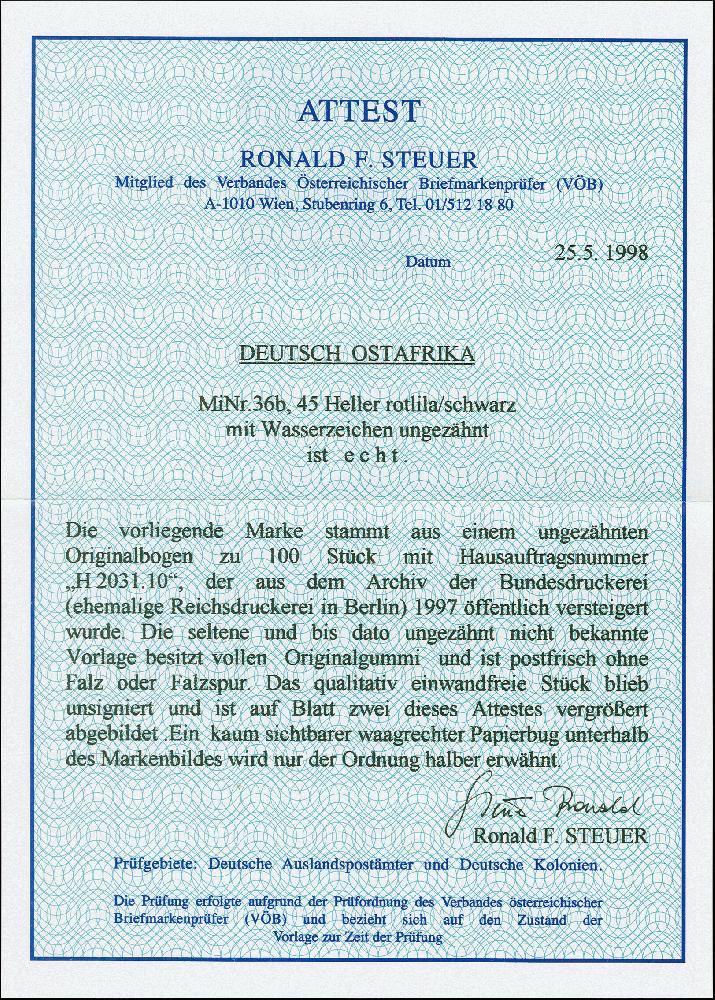 ATTEST
RONALD F. STEUER
Mitglied des Verbandes Österreichischer Briefmarkenprüfer (VÖB)
A-1010 Wien, Stubenring 6, Tel. 01/512 18 80
Datum 25.5. 1998
DEUTSCH OSTAFRIKA
MiNr.36b, 45 Heller rotlila/schwarz
mit Wasserzeichen ungezähnt
ist e c h t .
Die vorliegende Marke stammt aus einem ungezähnten
Originalbogen zu 100 Stück mit Hausauftragsnummer
„H 2031.10“, der aus dem Archiv der Bundesdruckerei
(ehemalige Reichsdruckerei in Berlin) 1997 öffentlich versteigert
wurde. Die seltene und bis dato ungezähnt nicht bekannte
Vorlage besitzt vollen Originalgummi und ist postfrisch ohne
Falz oder Falzspur. Das qualitativ einwandfreie Stück blieb
unsigniert und ist auf Blatt zwei dieses Attestes vergrößert
abgebildet .Ein kaum sichtbarer waagrechter Papierbug unterhalb
des Markenbildes wird nur der Ordnung halber erwähnt.
Steuer Ronald
Ronald F. STEUER
Prüfgebiete: Deutsche Auslandspostämter und Deutsche Kolonien.
Die Prüfung erfolgte aufgrund der Prüfordnung des Verbandes österreichischer
Briefmarkenprüfer (VÖB) und bezieht sich auf den Zustand der
Vorlage zur Zeit der Prüfung